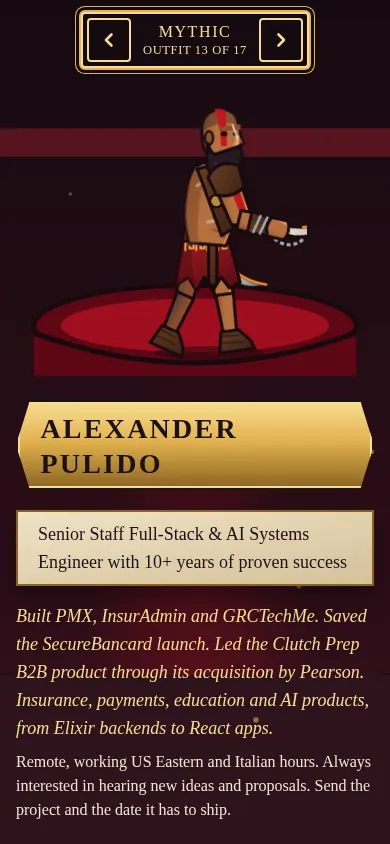 MYTHIC
OUTFIT 13 OF 17
ALEXANDER
PULIDO
Senior Staff Full-Stack & AI Systems
Engineer with 10+ years of proven success
Built PMX, InsurAdmin and GRCTechMe. Saved
the SecureBancard launch. Led the Clutch Prep
B2B product through its acquisition by Pearson.
Insurance, payments, education and AI products,
from Elixir backends to React apps.
Remote, working US Eastern and Italian hours. Always
interested in hearing new ideas and proposals. Send the
project and the date it has to ship.